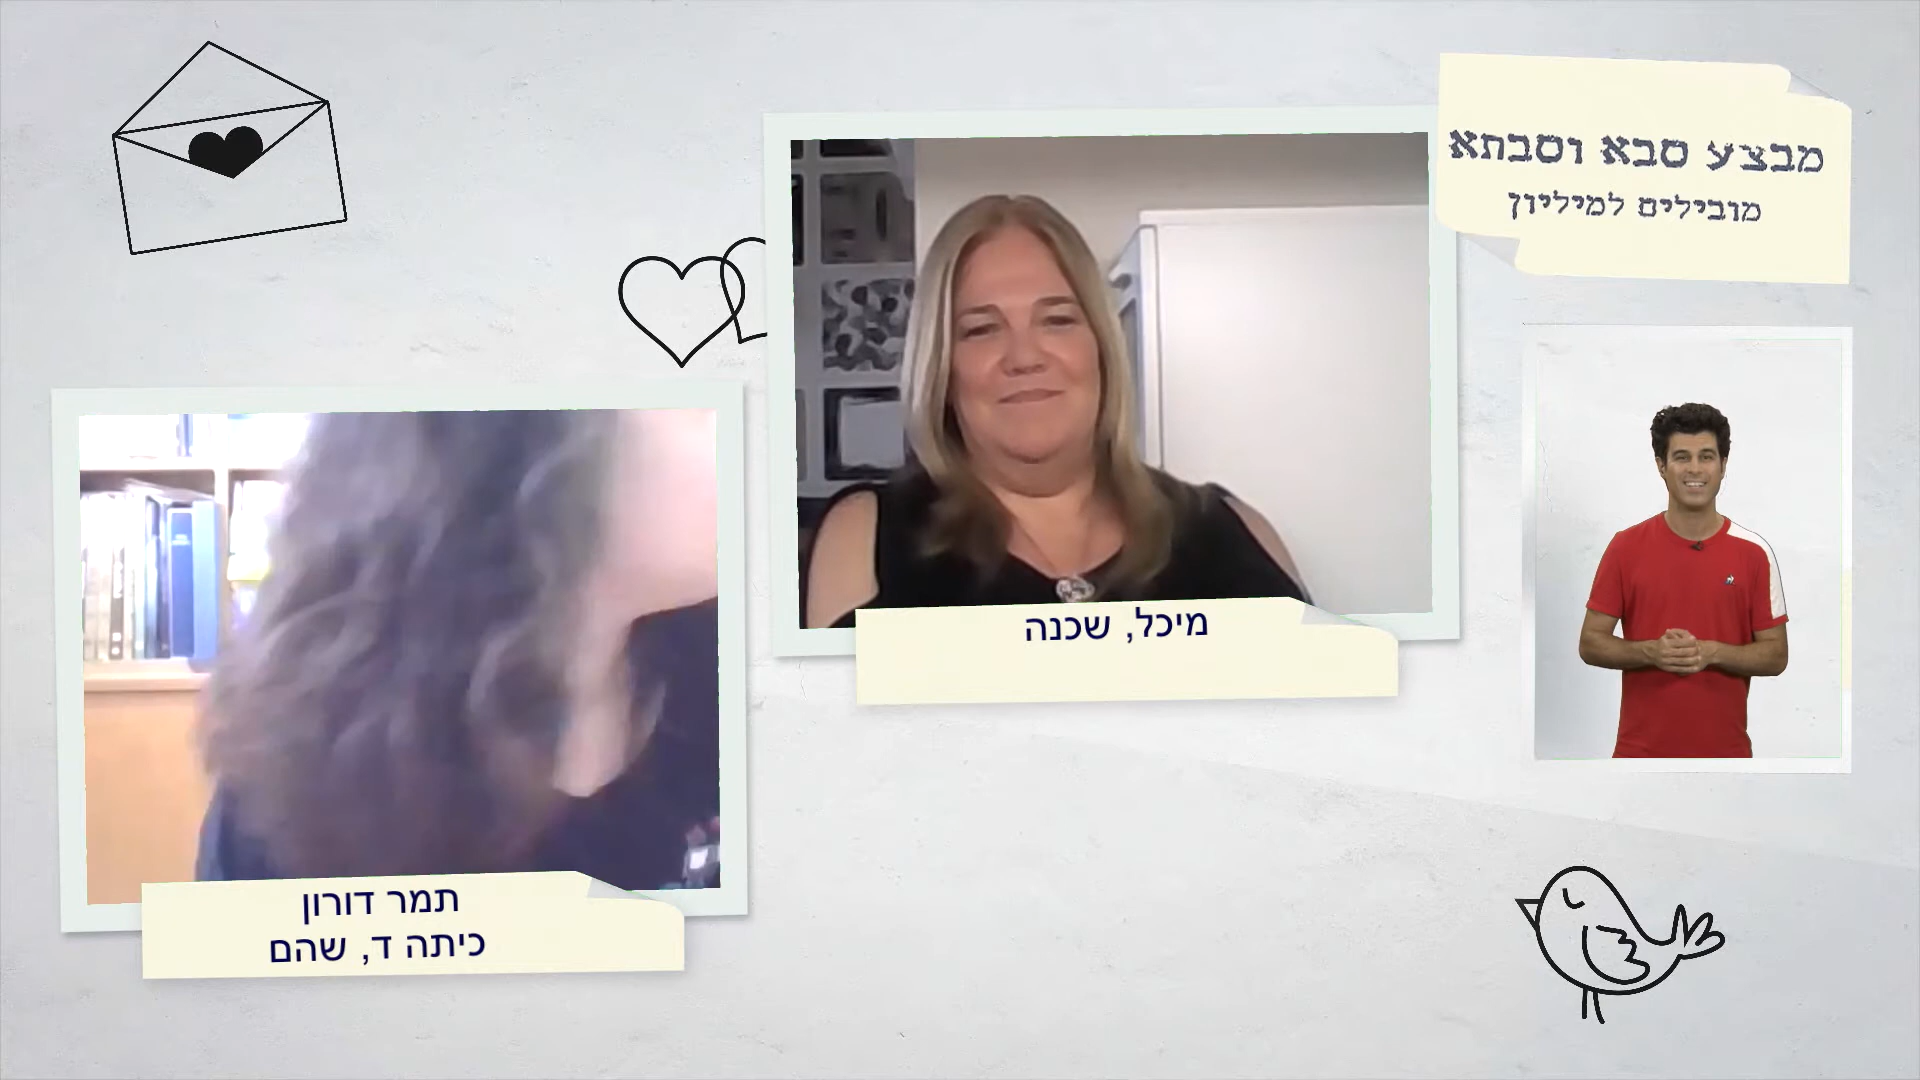 מבצע סבא וסבתא
מובילים למיליון
מיכל, שכנה
תמר דורון
כיתה ד, שהם